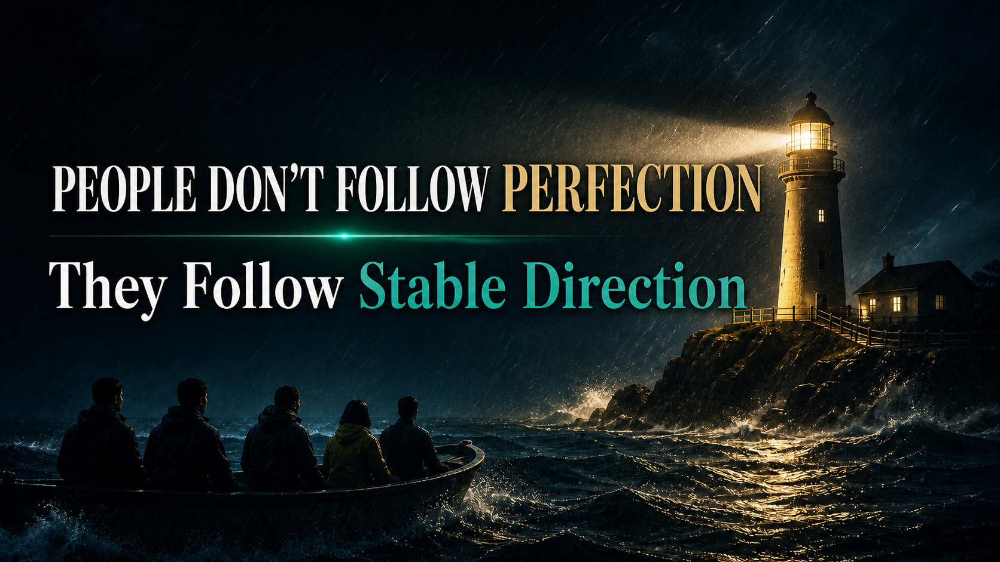 PEOPLE DON’T FOLLOW PERFECTION
They Follow Stable Direction